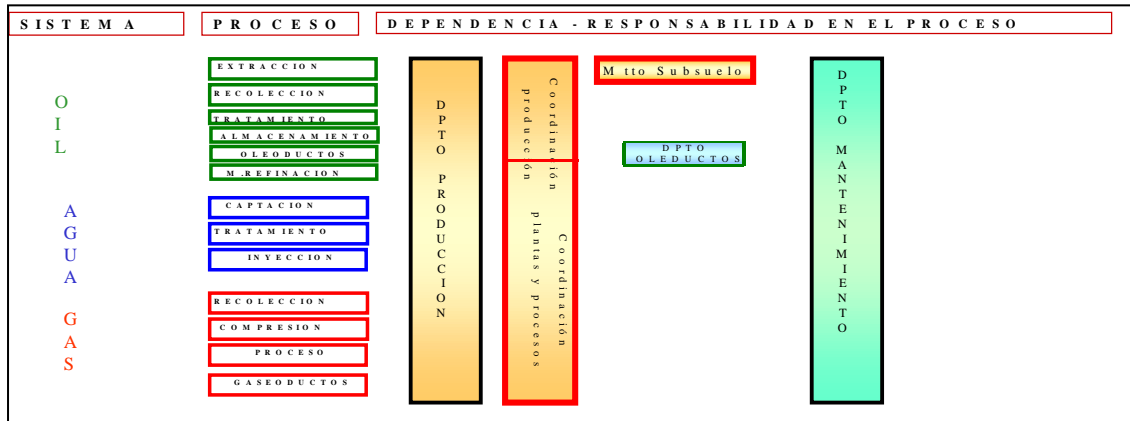 SISTEMA
PROCESO
DEPENDENCIA - RESPONSABILIDAD EN EL PROCESO
OIL
EXTRACCION
RECOLECCION
TRATAMIENTO
ALMACENAMIENTO
OLEODUCTOS
M.REFINACION
AGUA
CAPTACION
TRATAMIENTO
INYECCION
GAS
RECOLECCION
COMPRESION
PROCESO
GASEODUCTOS
DPTO PRODUCCION
Coordinación
producción
Coordinación
plantas y procesos
Mtto Subsuelo
DPTO
OLEDUCTOS
DPTO MANTENIMIENTO